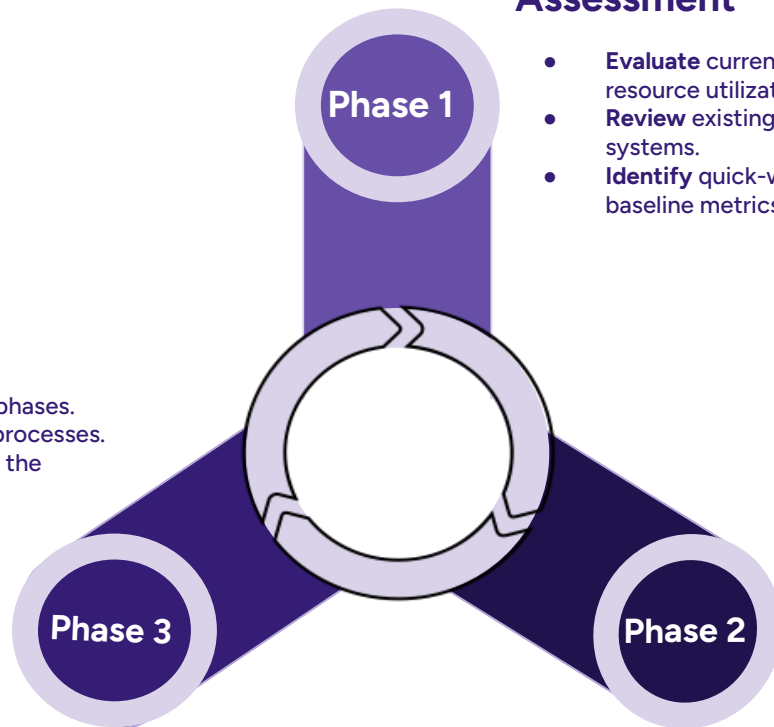 Assessment
Phase 1
● Evaluate curren
resource utilizat
● Review existing
systems.
● Identify quick-w
baseline metrics
phases.
processes.
the
Phase 3
Phase 2